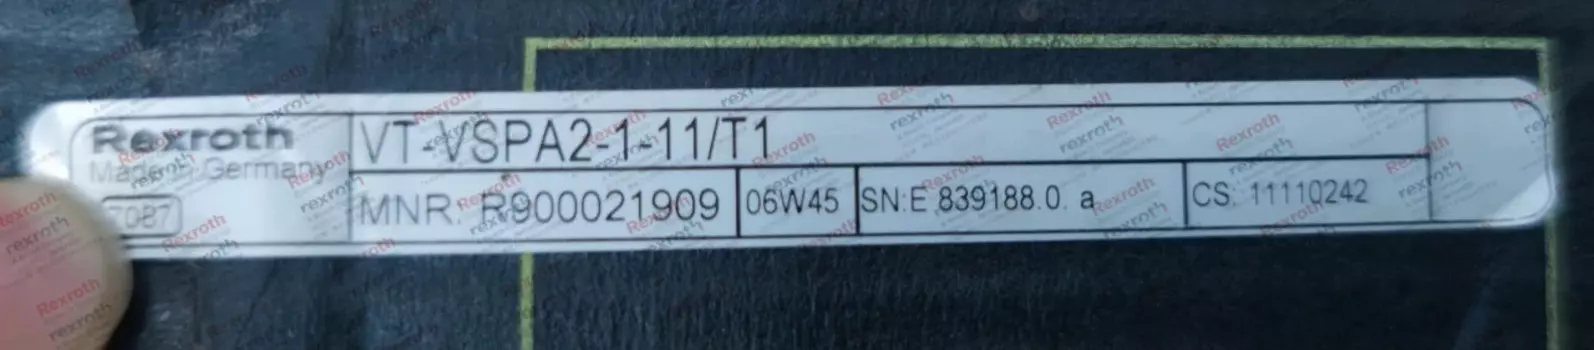 Rexroth
Made in Germany
7087
VT-VSPA2-1-11/T1
MNR: R900021909
06W45
SN:E 839188.0. a
CS: 11110242